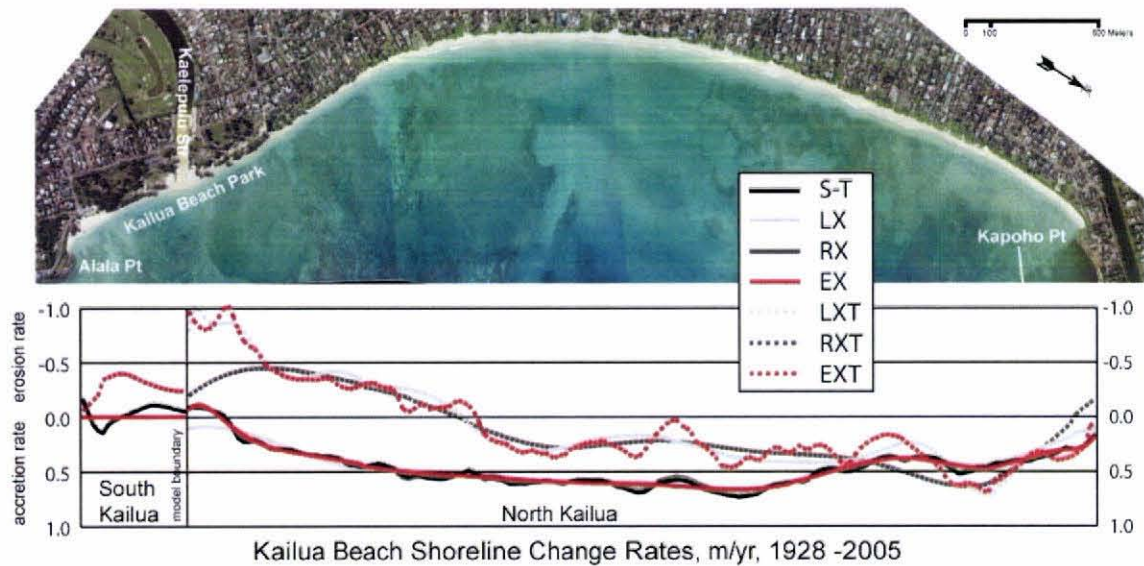 0 100 600 Meters
Kaelepulu Str
Kailua Beach Park
Alala Pt
Kapoho Pt
S-T
LX
RX
EX
LXT
RXT
EXT
erosion rate
accretion rate
-1.0
-0.5
0.0
0.5
1.0
-1.0
-0.5
0.0
0.5
1.0
South
Kailua
model boundary
North Kailua
Kailua Beach Shoreline Change Rates, m/yr, 1928 -2005